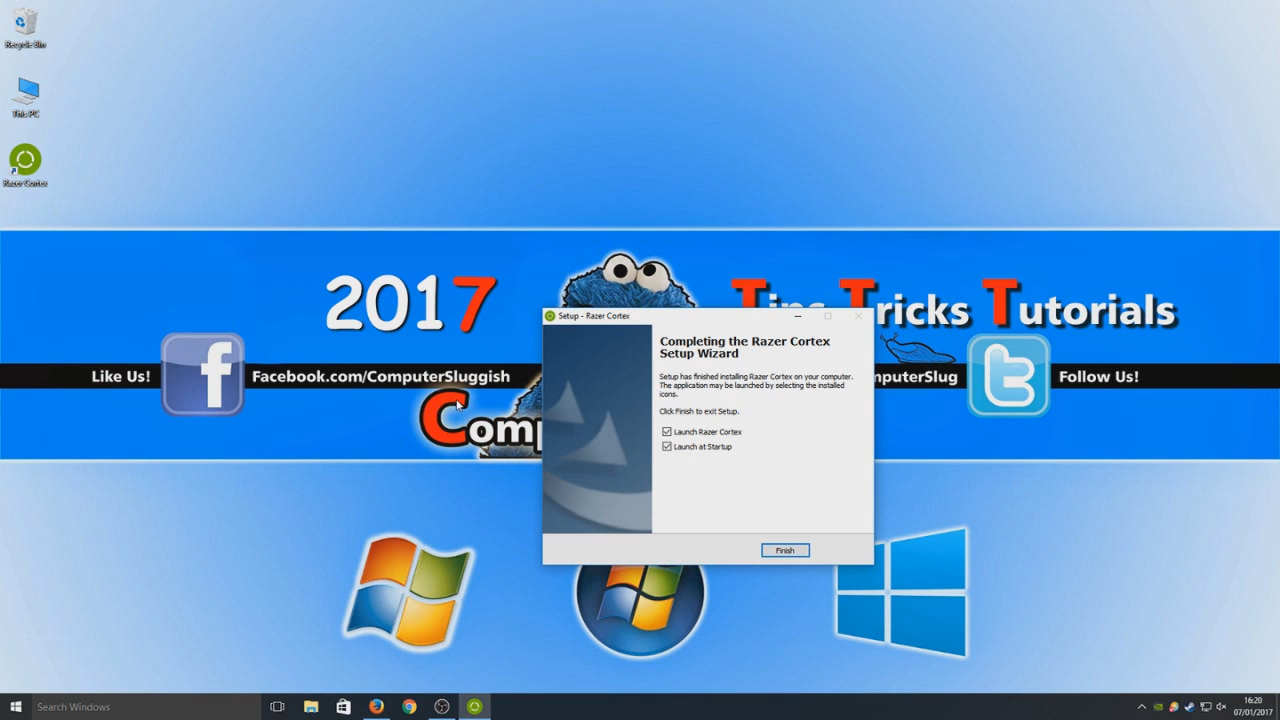 Recycle Bin
This PC
Razer Cortex
2017
Tips Tricks Tutorials
Setup - Razer Cortex
Completing the Razer Cortex
Setup Wizard
Setup has finished installing Razer Cortex on your computer.
The application may be launched by selecting the installed
icons.
Click Finish to exit Setup.
Launch Razer Cortex
Launch at Startup
Finish
Like Us!
Facebook.com/ComputerSluggish
mputerSlug
Follow Us!
Comp
Search Windows
16:20
07/01/2017